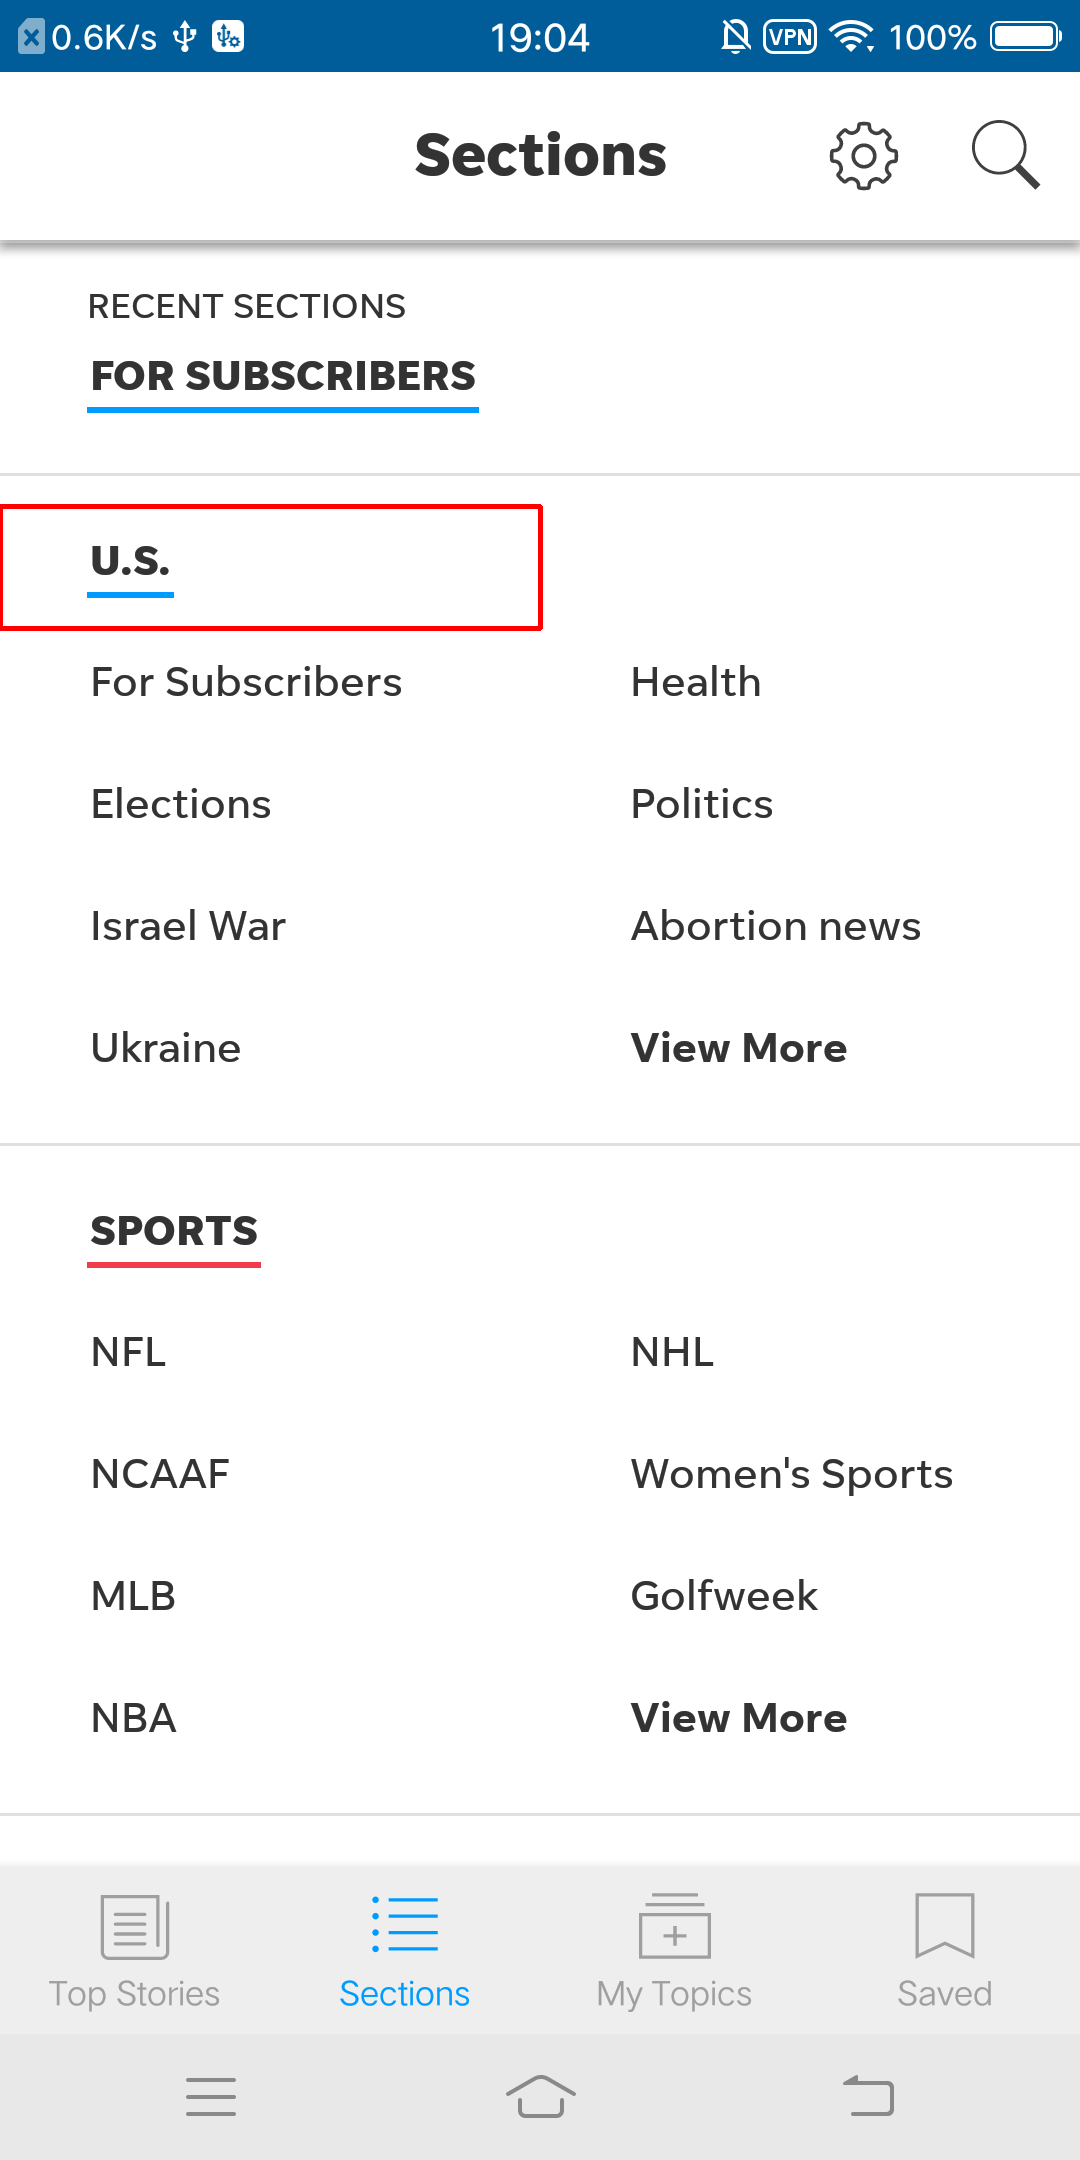 0.6K/s 19:04 VPN 100%
Sections
RECENT SECTIONS
FOR SUBSCRIBERS
U.S.
For Subscribers Health
Elections Politics
Israel War Abortion news
Ukraine View More
SPORTS
NFL NHL
NCAAF Women's Sports
MLB Golfweek
NBA View More
Top Stories Sections My Topics Saved